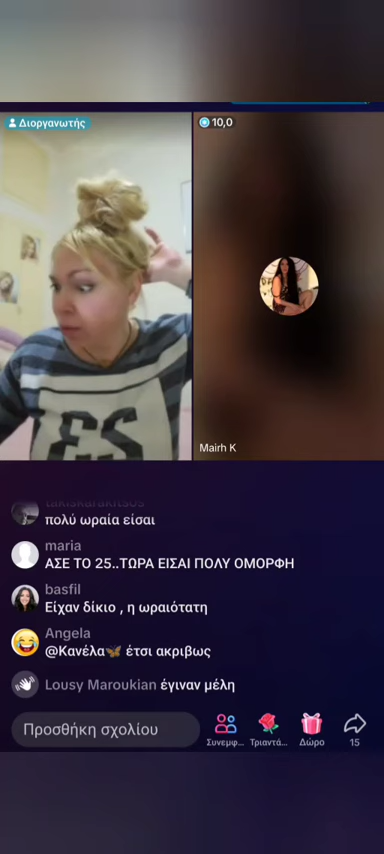 Διοργανωτής
10,0
ES
Mairh K
takiskarakitsos
πολύ ωραία είσαι
maria
ΑΣΕ ΤΟ 25..ΤΩΡΑ ΕΙΣΑΙ ΠΟΛΥ ΟΜΟΡΦΗ
basfil
Είχαν δίκιο , η ωραιότατη
Angela
@Κανέλα🦋 έτσι ακριβως
Lousy Maroukian έγιναν μέλη
Προσθήκη σχολίου
Συνεμφ...
Τριαντά...
Δώρο
15